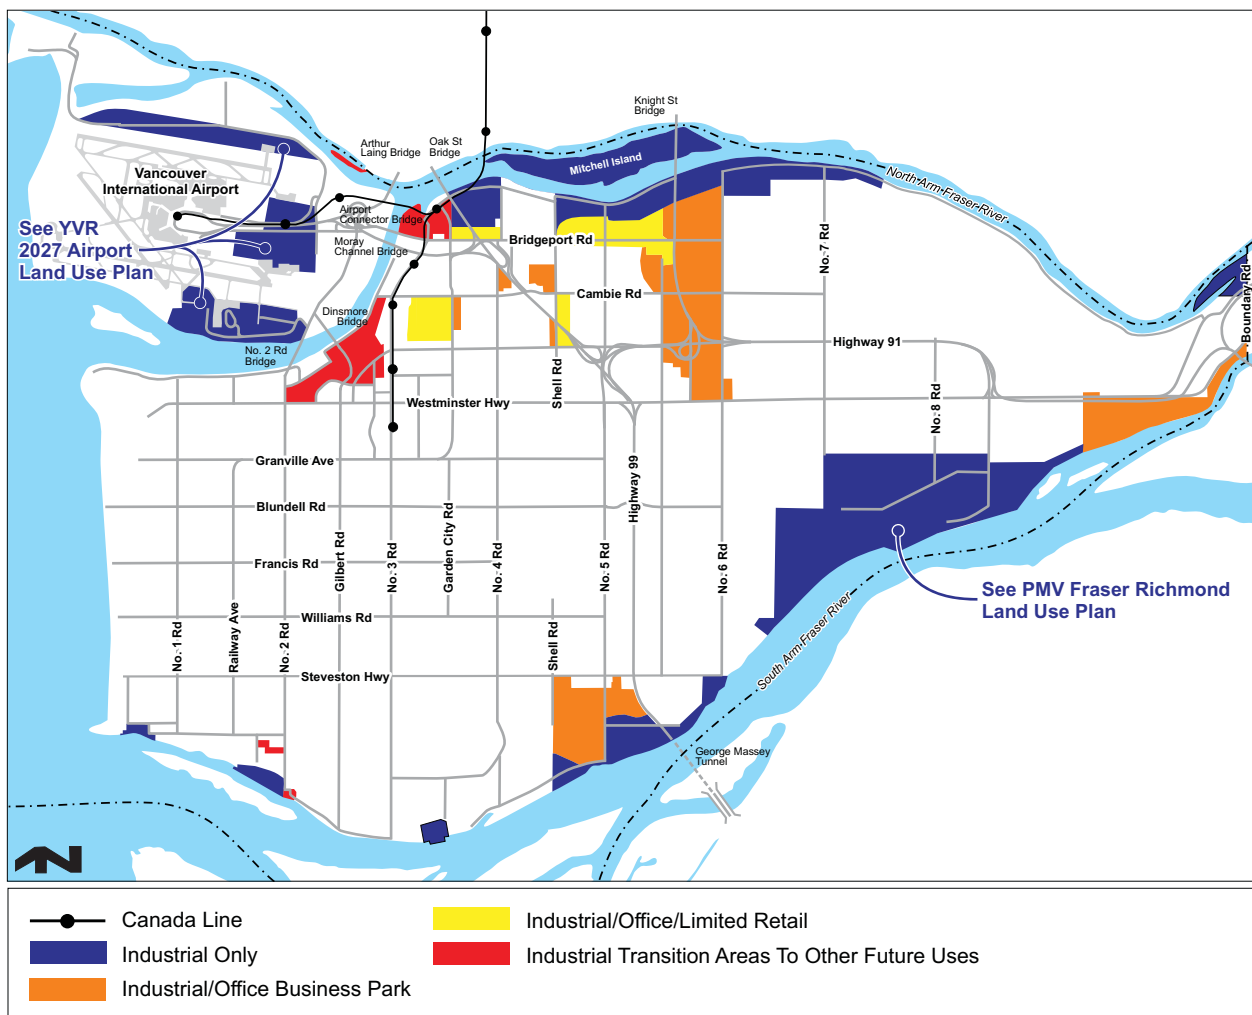 Knight St
Bridge
Arthur
Laing Bridge
Oak St
Bridge
Mitchell Island
North Arm Fraser River
Vancouver
International Airport
Airport
Connector Bridge
See YVR
2027 Airport
Land Use Plan
Moray
Channel Bridge
Bridgeport Rd
No. 7 Rd
Boundary Rd
Cambie Rd
Dinsmore
Bridge
No. 2 Rd
Bridge
Highway 91
Shell Rd
Westminster Hwy
No. 8 Rd
Granville Ave
Highway 99
Blundell Rd
Gilbert Rd
No. 3 Rd
Garden City Rd
No. 4 Rd
No. 5 Rd
No. 6 Rd
Francis Rd
See PMV Fraser Richmond
Land Use Plan
Williams Rd
No. 1 Rd
Railway Ave
No. 2 Rd
Shell Rd
South Arm Fraser River
Steveston Hwy
George Massey
Tunnel
N
Canada Line
Industrial Only
Industrial/Office Business Park
Industrial/Office/Limited Retail
Industrial Transition Areas To Other Future Uses